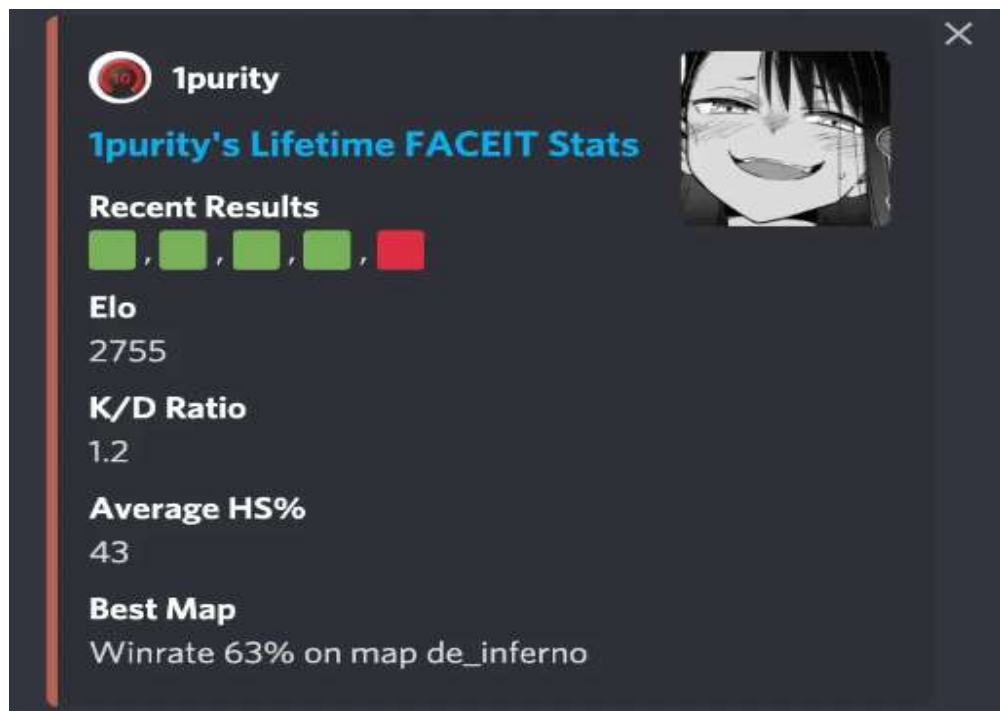 10
1purity
1purity's Lifetime FACEIT Stats
Recent Results
, , , ,
Elo
2755
K/D Ratio
1.2
Average HS%
43
Best Map
Winrate 63% on map de_inferno